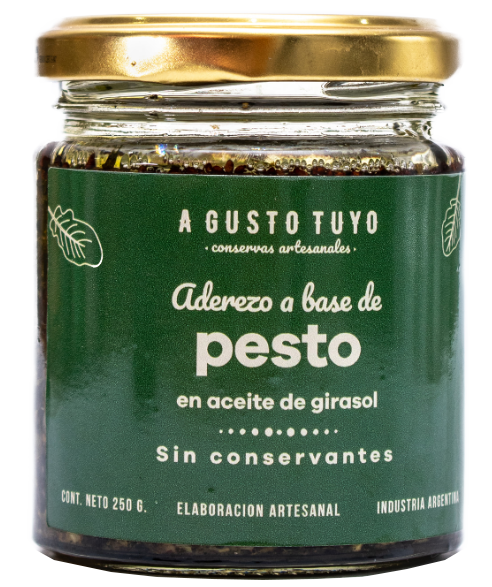 A GUSTO TUYO
· conservas artesanales ·
Aderezo a base de
pesto
en aceite de girasol
Sin conservantes
CONT. NETO 250 G. ELABORACION ARTESANAL INDUSTRIA ARGENTINA